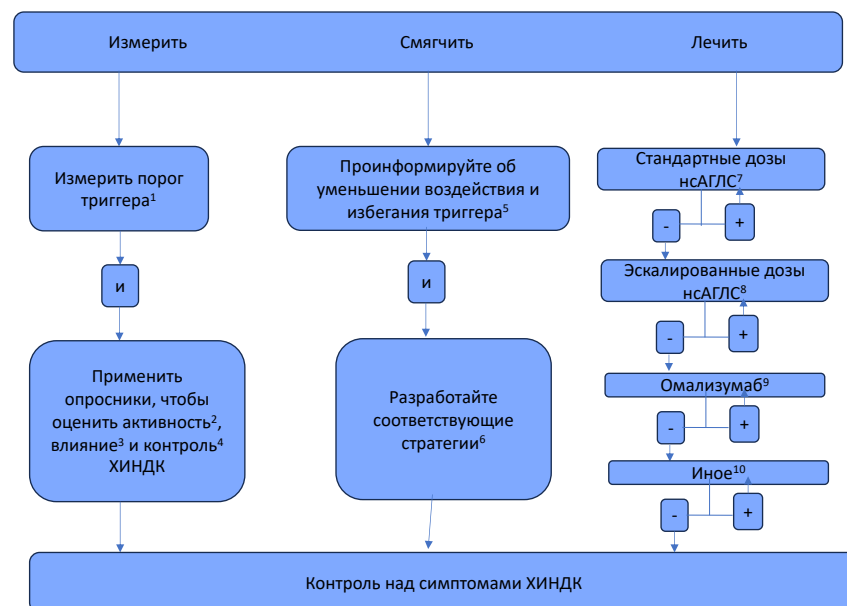 Измерить
Смягчить
Лечить
Измерить порог
триггера¹
и
Применить
опросники, чтобы
оценить активность²,
влияние³ и контроль⁴
ХИНДК
Проинформируйте об
уменьшении воздействия и
избегания триггера⁵
и
Разработайте
соответствующие
стратегии⁶
Стандартные дозы
нсАГЛС⁷
-
+
Эскалированные дозы
нсАГЛС⁸
-
+
Омализумаб⁹
-
+
Иное¹⁰
-
+
Контроль над симптомами ХИНДК